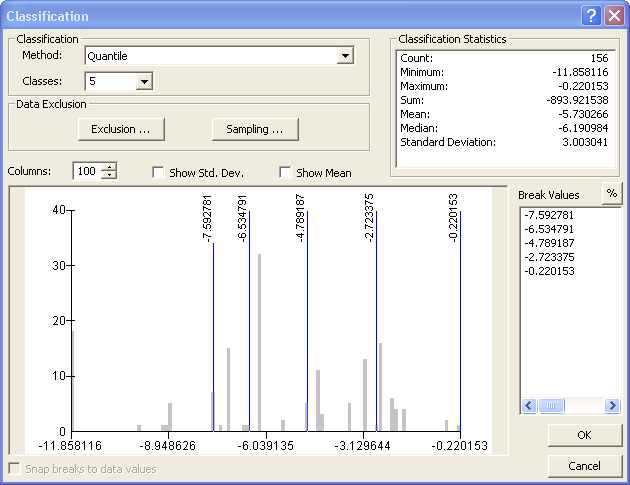 Classification
Classification
Method: Quantile
Classes: 5
Data Exclusion
Exclusion ... Sampling ...
Classification Statistics
Count: 156
Minimum: -11.858116
Maximum: -0.220153
Sum: -893.921538
Mean: -5.730266
Median: -6.190984
Standard Deviation: 3.003041
Columns: 100 Show Std. Dev. Show Mean
Break Values %
-7.592781
-6.534791
-4.789187
-2.723375
-0.220153
-7.592781
-6.534791
-4.789187
-2.723375
-0.220153
40
30
20
10
0
-11.858116 -8.948626 -6.039135 -3.129644 -0.220153
Snap breaks to data values
OK
Cancel